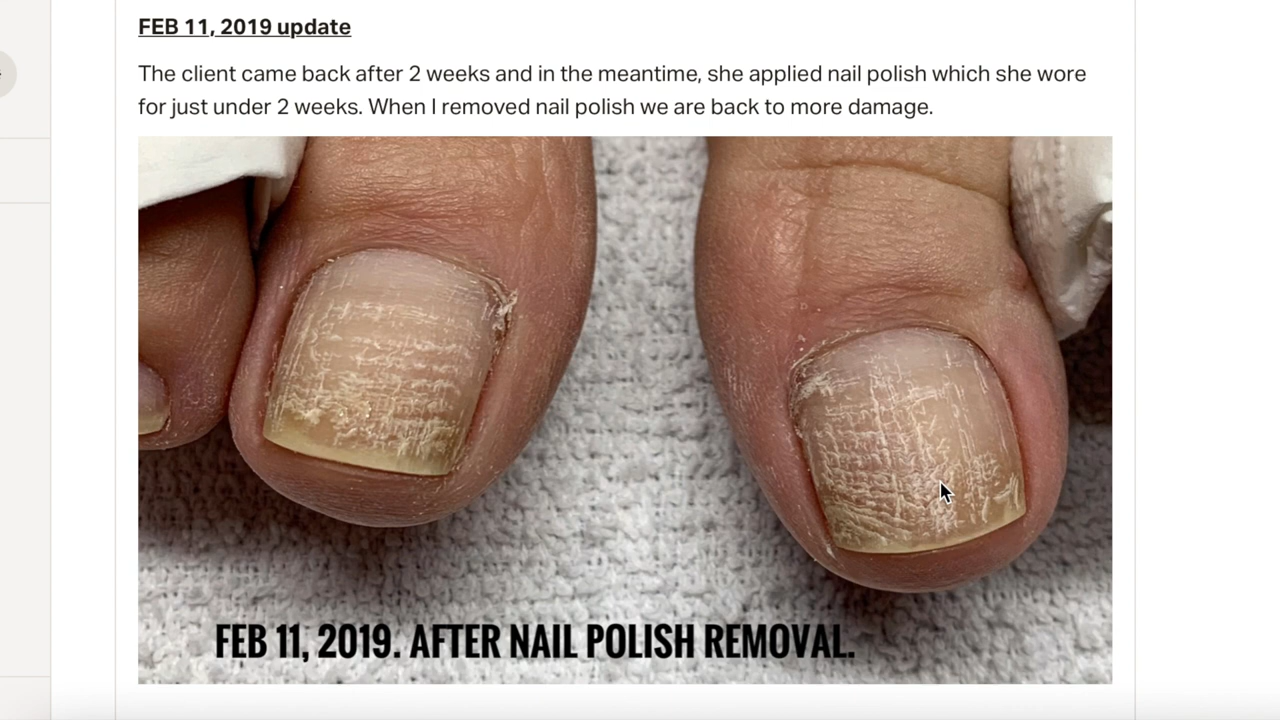 FEB 11, 2019 update
The client came back after 2 weeks and in the meantime, she applied nail polish which she wore
for just under 2 weeks. When I removed nail polish we are back to more damage.
FEB 11, 2019. AFTER NAIL POLISH REMOVAL.